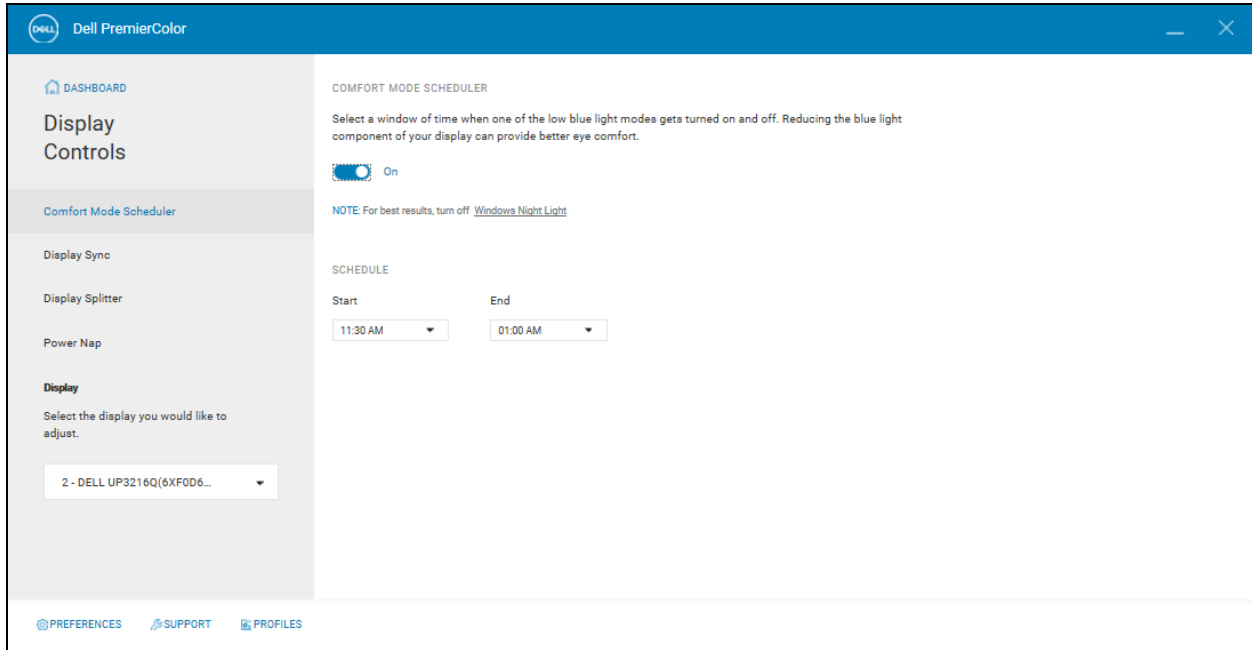 DELL
Dell PremierColor
DASHBOARD
Display
Controls
Comfort Mode Scheduler
Display Sync
Display Splitter
Power Nap
Display
Select the display you would like to
adjust.
2 - DELL UP3216Q(6XF0D6...
COMFORT MODE SCHEDULER
Select a window of time when one of the low blue light modes gets turned on and off. Reducing the blue light
component of your display can provide better eye comfort.
On
NOTE: For best results, turn off Windows Night Light
SCHEDULE
Start End
11:30 AM 01:00 AM
PREFERENCES SUPPORT PROFILES